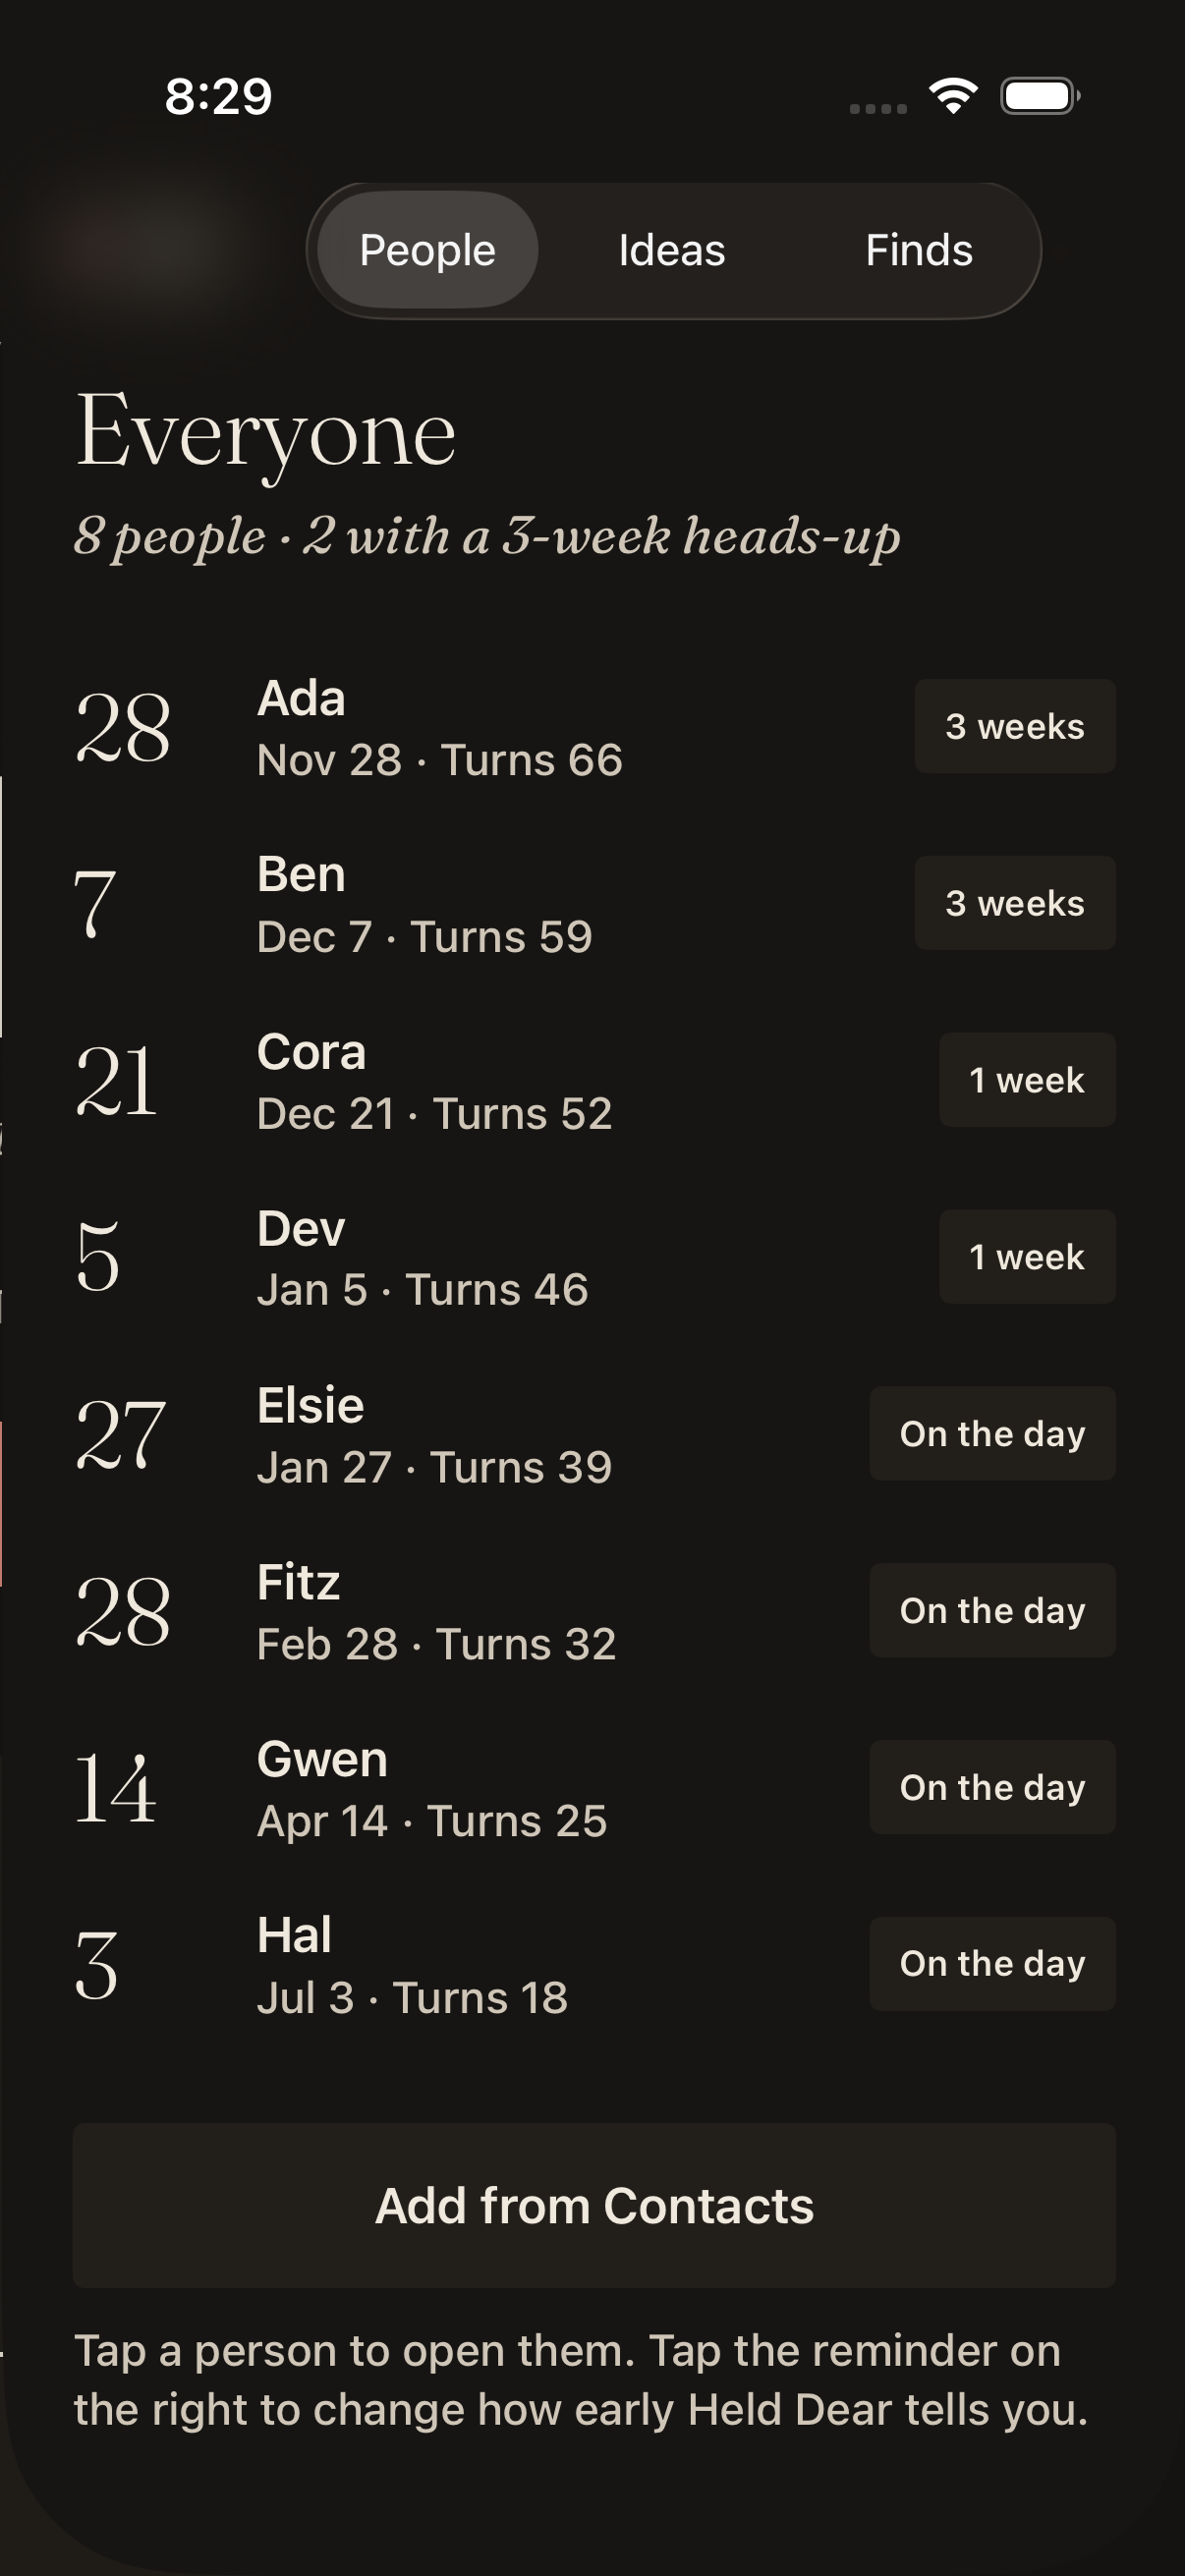 8:29
People
Ideas
Finds
Everyone
8 people · 2 with a 3-week heads-up
28
Ada
Nov 28 · Turns 66
3 weeks
7
Ben
Dec 7 · Turns 59
3 weeks
21
Cora
Dec 21 · Turns 52
1 week
5
Dev
Jan 5 · Turns 46
1 week
27
Elsie
Jan 27 · Turns 39
On the day
28
Fitz
Feb 28 · Turns 32
On the day
14
Gwen
Apr 14 · Turns 25
On the day
3
Hal
Jul 3 · Turns 18
On the day
Add from Contacts
Tap a person to open them. Tap the reminder on
the right to change how early Held Dear tells you.